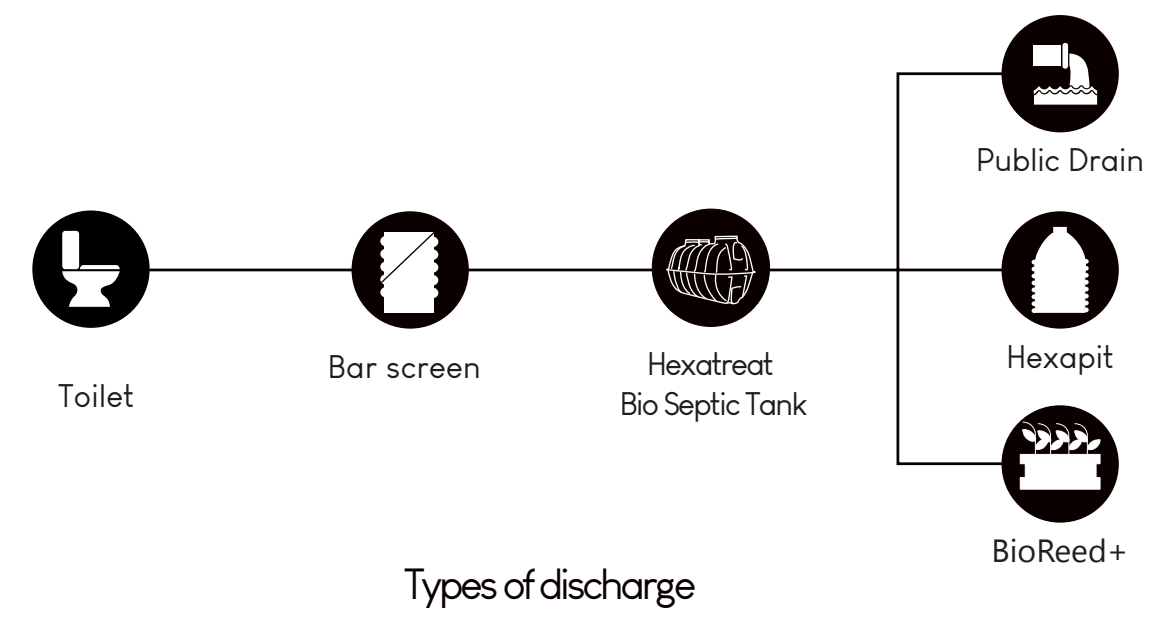 Public Drain
Toilet
Bar screen
Hexatreat
Bio Septic Tank
Hexapit
BioReed+
Types of discharge